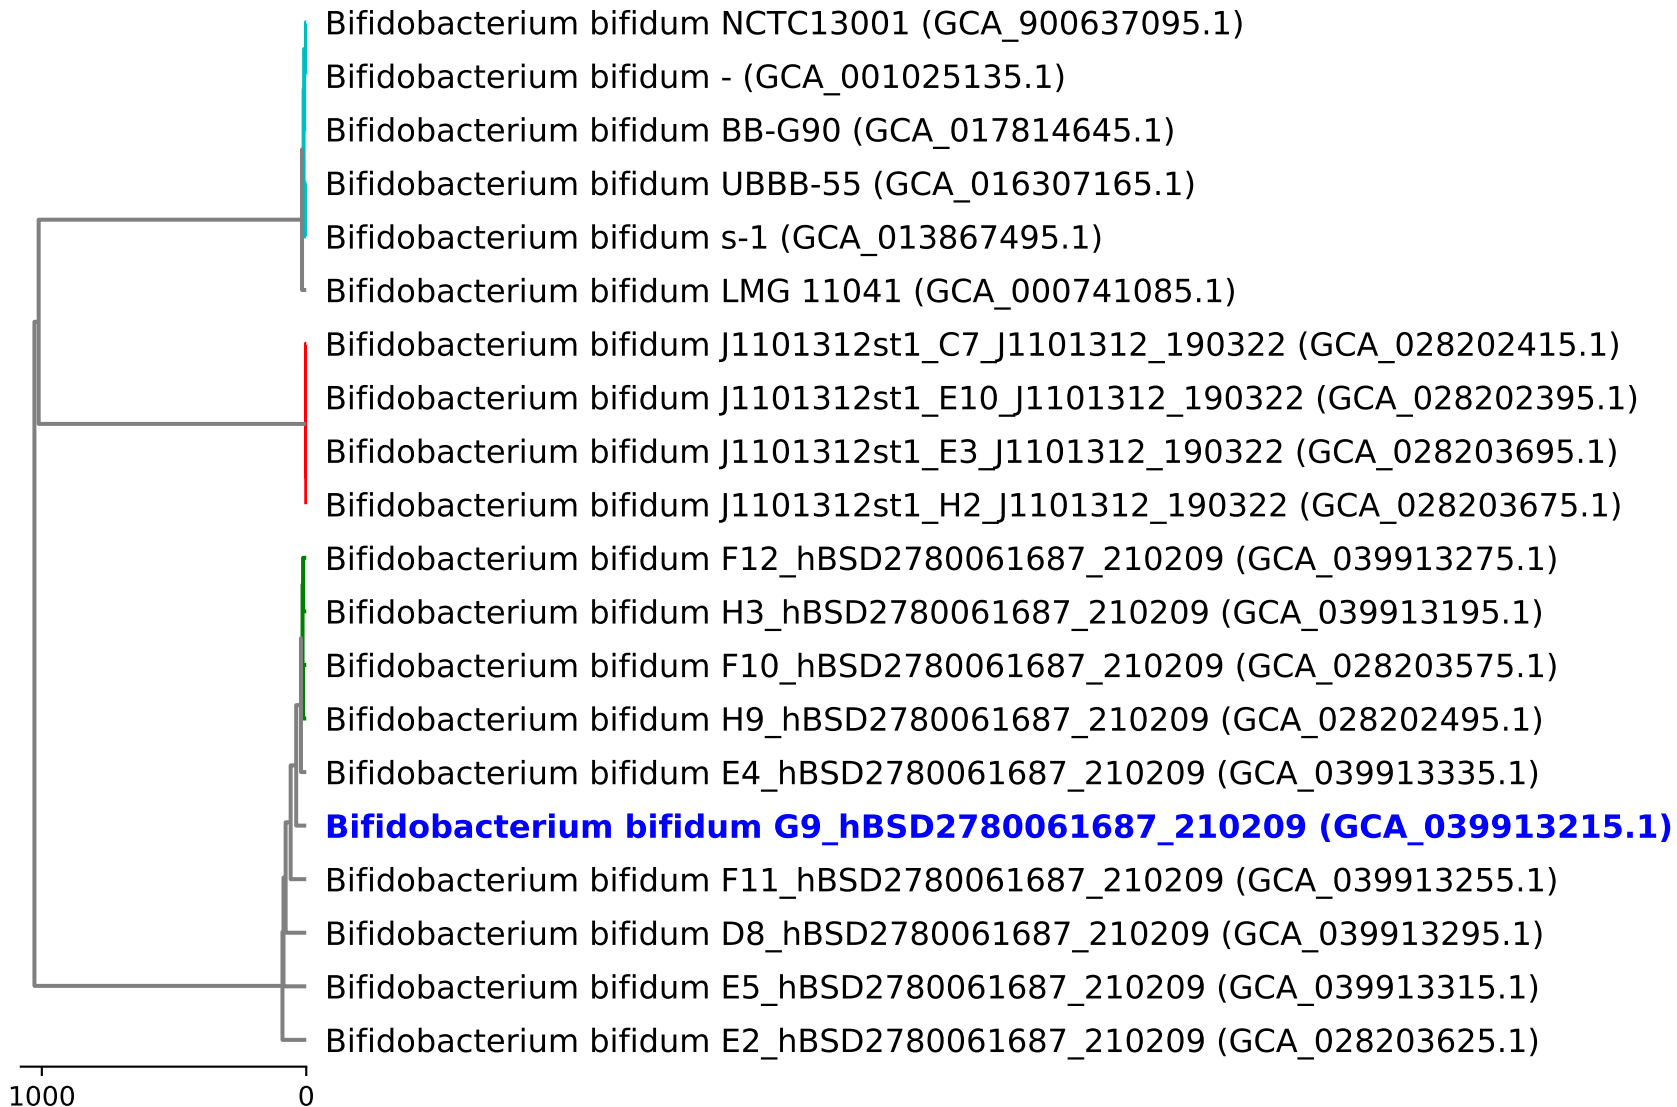 Bifidobacterium bifidum NCTC13001 (GCA_900637095.1)
Bifidobacterium bifidum - (GCA_001025135.1)
Bifidobacterium bifidum BB-G90 (GCA_017814645.1)
Bifidobacterium bifidum UBBB-55 (GCA_016307165.1)
Bifidobacterium bifidum s-1 (GCA_013867495.1)
Bifidobacterium bifidum LMG 11041 (GCA_000741085.1)
Bifidobacterium bifidum J1101312st1_C7_J1101312_190322 (GCA_028202415.1)
Bifidobacterium bifidum J1101312st1_E10_J1101312_190322 (GCA_028202395.1)
Bifidobacterium bifidum J1101312st1_E3_J1101312_190322 (GCA_028203695.1)
Bifidobacterium bifidum J1101312st1_H2_J1101312_190322 (GCA_028203675.1)
Bifidobacterium bifidum F12_hBSD2780061687_210209 (GCA_039913275.1)
Bifidobacterium bifidum H3_hBSD2780061687_210209 (GCA_039913195.1)
Bifidobacterium bifidum F10_hBSD2780061687_210209 (GCA_028203575.1)
Bifidobacterium bifidum H9_hBSD2780061687_210209 (GCA_028202495.1)
Bifidobacterium bifidum E4_hBSD2780061687_210209 (GCA_039913335.1)
Bifidobacterium bifidum G9_hBSD2780061687_210209 (GCA_039913215.1)
Bifidobacterium bifidum F11_hBSD2780061687_210209 (GCA_039913255.1)
Bifidobacterium bifidum D8_hBSD2780061687_210209 (GCA_039913295.1)
Bifidobacterium bifidum E5_hBSD2780061687_210209 (GCA_039913315.1)
Bifidobacterium bifidum E2_hBSD2780061687_210209 (GCA_028203625.1)
1000 0